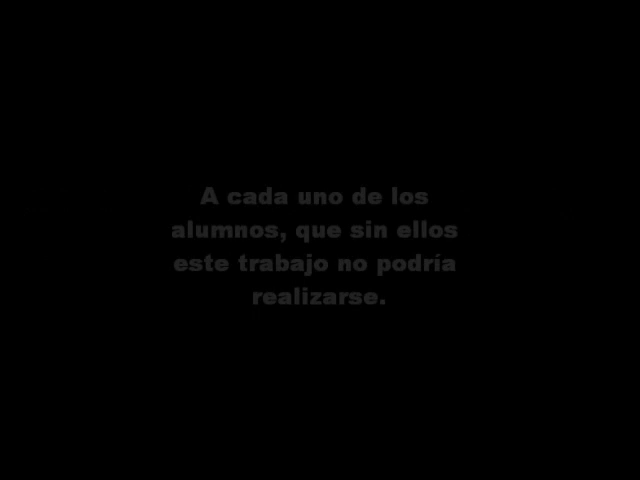 A cada uno de los
alumnos, que sin ellos
este trabajo no podría
realizarse.